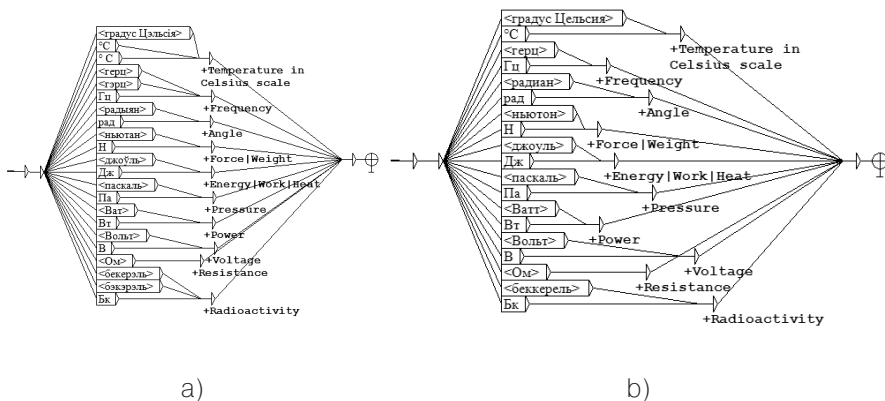 <градус Цэльсія>
°C
° C
+Temperature in
Celsius scale
<герц>
<гэрц>
Гц
+Frequency
<радыян>
рад
+Angle
<ньютан>
Н
+Force|Weight
<джоўль>
Дж
+Energy|Work|Heat
<паскаль>
Па
+Pressure
<Ват>
Вт
+Power
<Вольт>
В
+Voltage
<Ом>
+Resistance
<бекерэль>
<бэкэрэль>
Бк
+Radioactivity
a)
<градус Цельсия>
°C
+Temperature in
Celsius scale
<герц>
Гц
+Frequency
<радиан>
рад
+Angle
<ньютон>
Н
+Force|Weight
<джоуль>
Дж
+Energy|Work|Heat
<паскаль>
Па
+Pressure
<Ватт>
Вт
+Power
<Вольт>
В
+Voltage
<Ом>
+Resistance
<беккерель>
Бк
+Radioactivity
b)